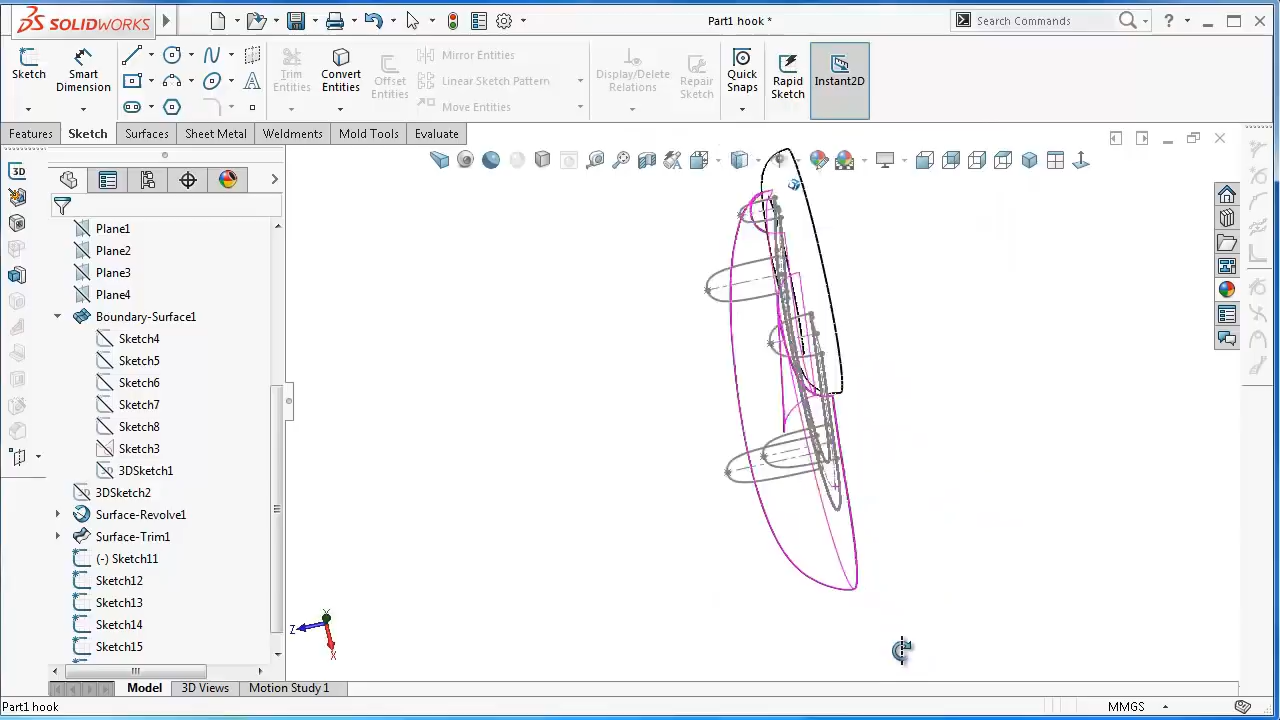 SOLIDWORKS
Part1 hook *
Search Commands
?
Sketch
Smart Dimension
Trim Entities
Convert Entities
Offset Entities
Mirror Entities
Linear Sketch Pattern
Move Entities
Display/Delete Relations
Repair Sketch
Quick Snaps
Rapid Sketch
Instant2D
Features
Sketch
Surfaces
Sheet Metal
Weldments
Mold Tools
Evaluate
3D
Plane1
Plane2
Plane3
Plane4
Boundary-Surface1
Sketch4
Sketch5
Sketch6
Sketch7
Sketch8
Sketch3
3DSketch1
3DSketch2
Surface-Revolve1
Surface-Trim1
(-) Sketch11
Sketch12
Sketch13
Sketch14
Sketch15
Y
Z
X
Model
3D Views
Motion Study 1
Part1 hook
MMGS